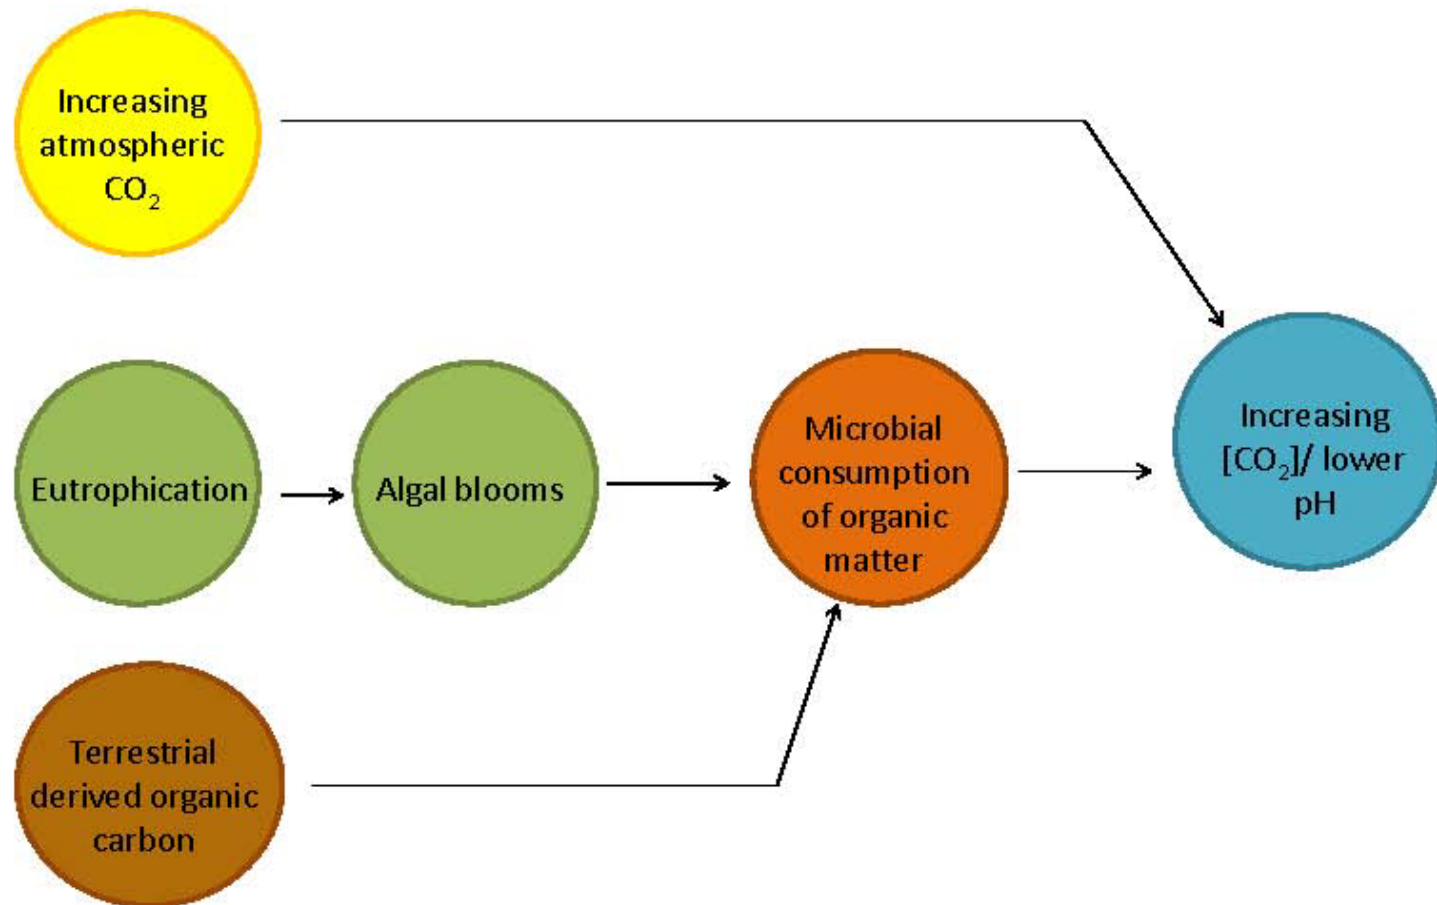 Increasing
atmospheric
CO₂
Eutrophication
Algal blooms
Microbial
consumption
of organic
matter
Increasing
[CO₂]/ lower
pH
Terrestrial
derived organic
carbon